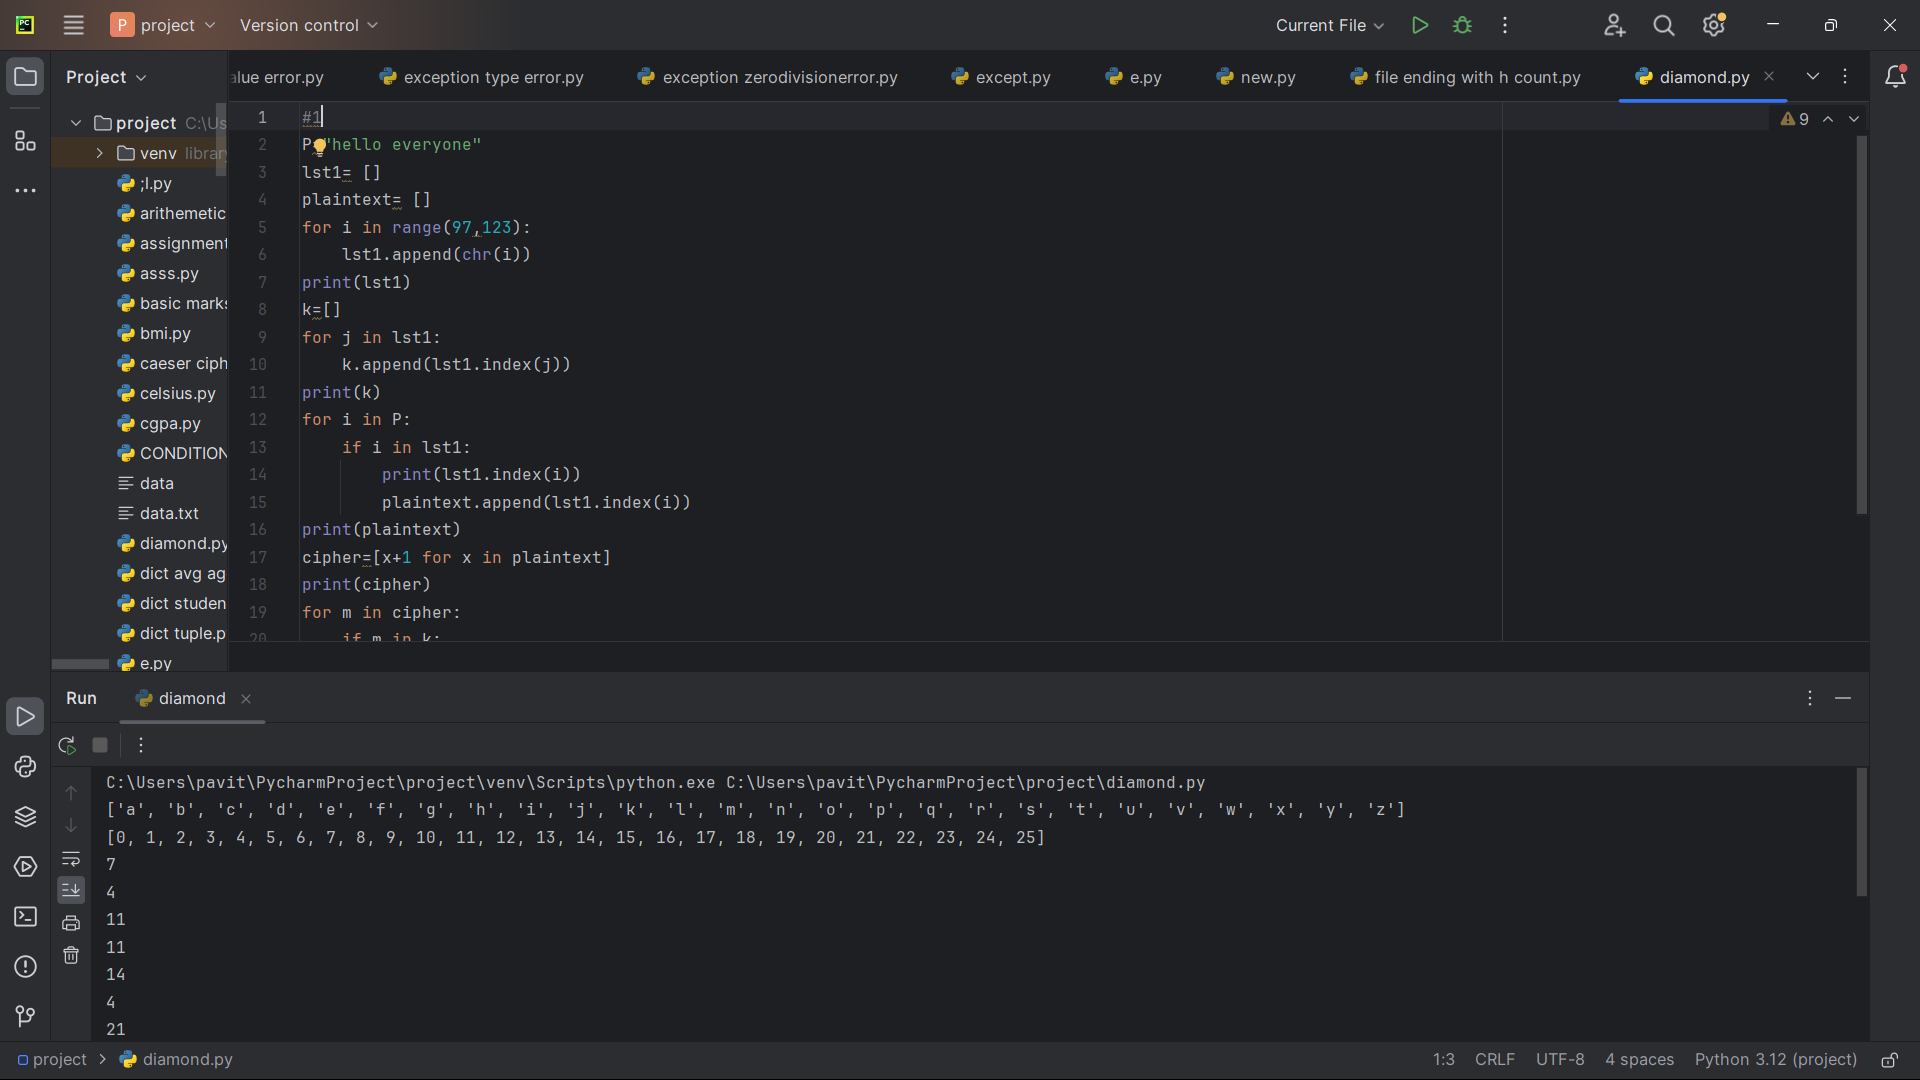 PC
P project Version control Current File
Project
alue error.py exception type error.py exception zerodivisionerror.py except.py e.py new.py file ending with h count.py diamond.py
project C:\Us
venv library
;l.py
arithemetic
assignment
asss.py
basic marks
bmi.py
caeser ciph
celsius.py
cgpa.py
CONDITION
data
data.txt
diamond.py
dict avg ag
dict studen
dict tuple.p
e.py
9
1 #1
2 P "hello everyone"
3 lst1= []
4 plaintext= []
5 for i in range(97,123):
6 lst1.append(chr(i))
7 print(lst1)
8 k=[]
9 for j in lst1:
10 k.append(lst1.index(j))
11 print(k)
12 for i in P:
13 if i in lst1:
14 print(lst1.index(i))
15 plaintext.append(lst1.index(i))
16 print(plaintext)
17 cipher=[x+1 for x in plaintext]
18 print(cipher)
19 for m in cipher:
20 if m in k:
Run diamond
C:\Users\pavit\PycharmProject\project\venv\Scripts\python.exe C:\Users\pavit\PycharmProject\project\diamond.py
['a', 'b', 'c', 'd', 'e', 'f', 'g', 'h', 'i', 'j', 'k', 'l', 'm', 'n', 'o', 'p', 'q', 'r', 's', 't', 'u', 'v', 'w', 'x', 'y', 'z']
[0, 1, 2, 3, 4, 5, 6, 7, 8, 9, 10, 11, 12, 13, 14, 15, 16, 17, 18, 19, 20, 21, 22, 23, 24, 25]
7
4
11
11
14
4
21
project > diamond.py 1:3 CRLF UTF-8 4 spaces Python 3.12 (project)